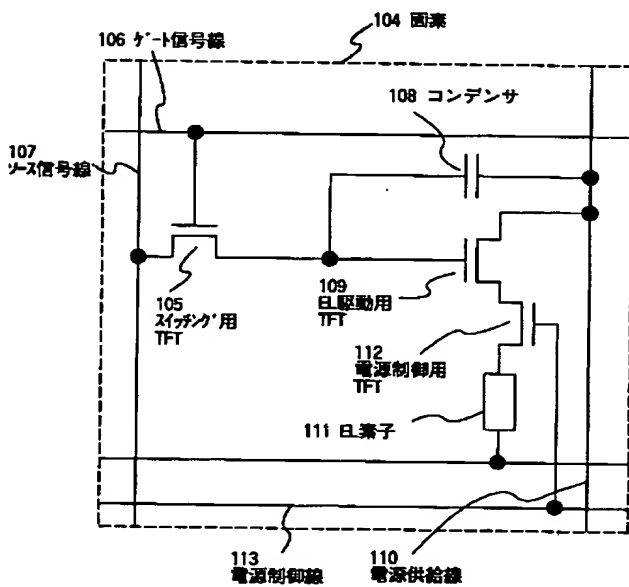 104 画素
106 ゲート信号線
108 コンデンサ
107
ソース信号線
105
スイッチング用
TFT
109
EL駆動用
TFT
112
電源制御用
TFT
111 EL素子
113
電源制御線
110
電源供給線